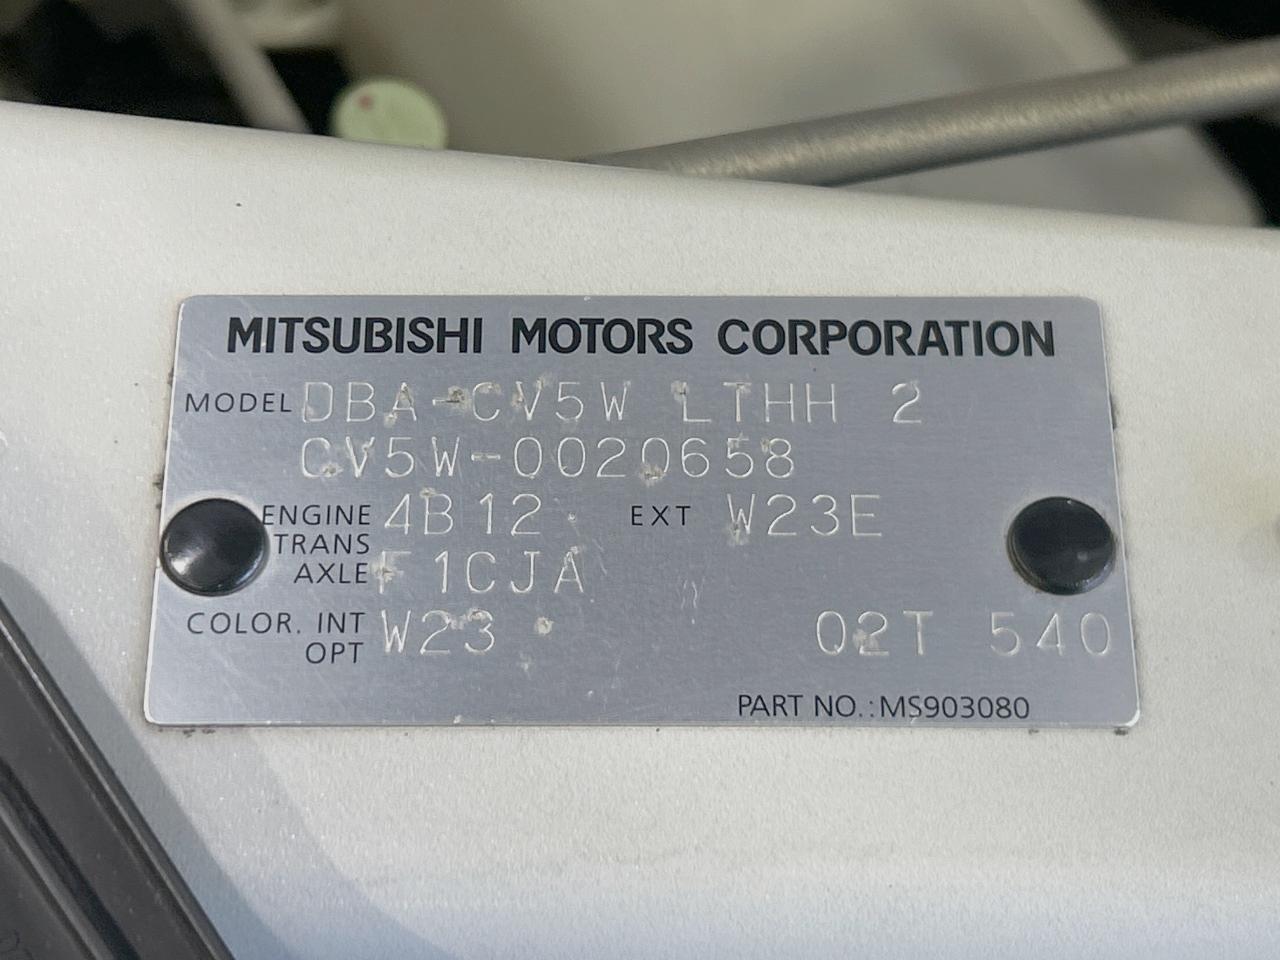 MITSUBISHI MOTORS CORPORATION
MODEL DBA-CV5W LTHH 2
CV5W-0020658
ENGINE 4B12 EXT W23E
TRANS
AXLE F1CJA
COLOR. INT W23 02T 540
OPT
PART NO.: MS903080